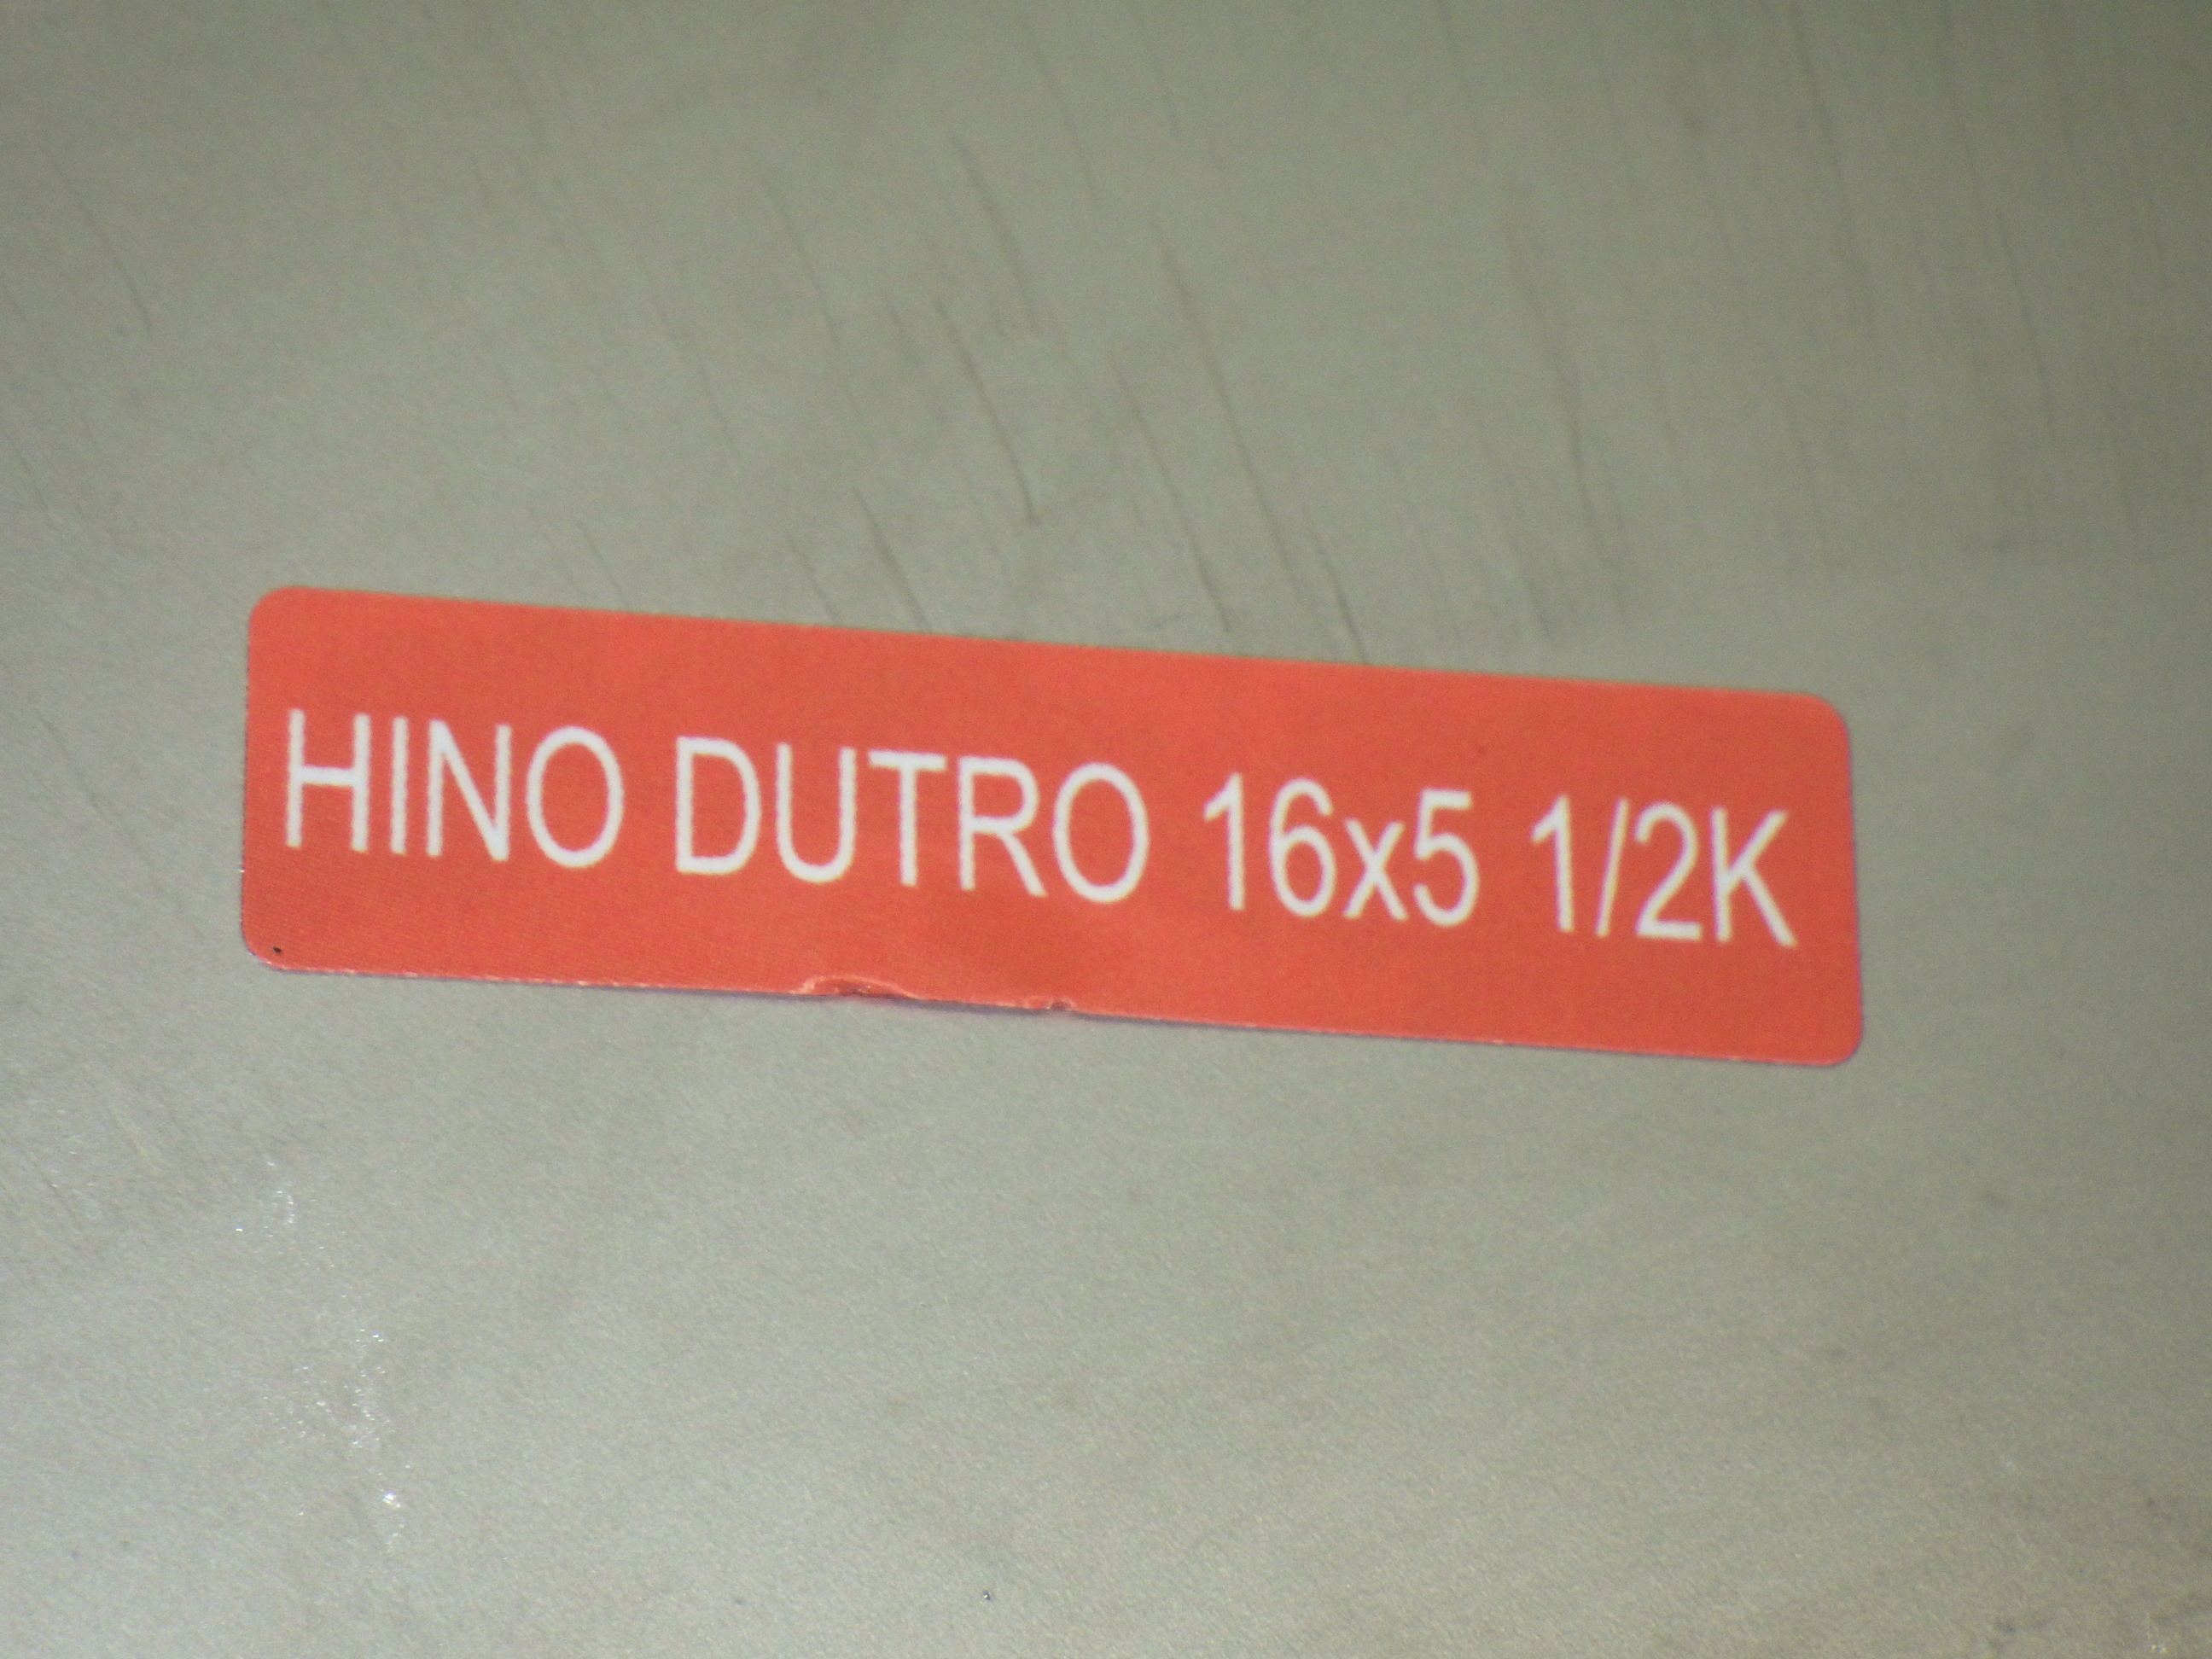 HINO DUTRO 16x5 1/2K